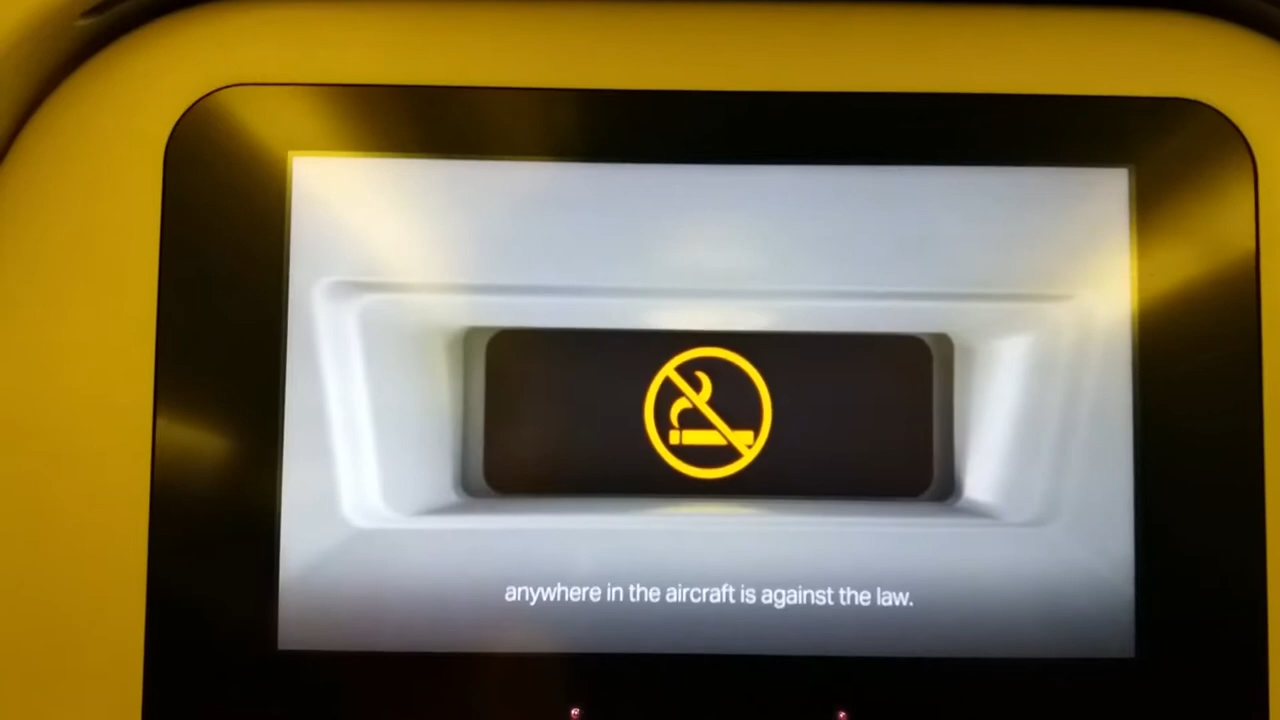 anywhere in the aircraft is against the law.